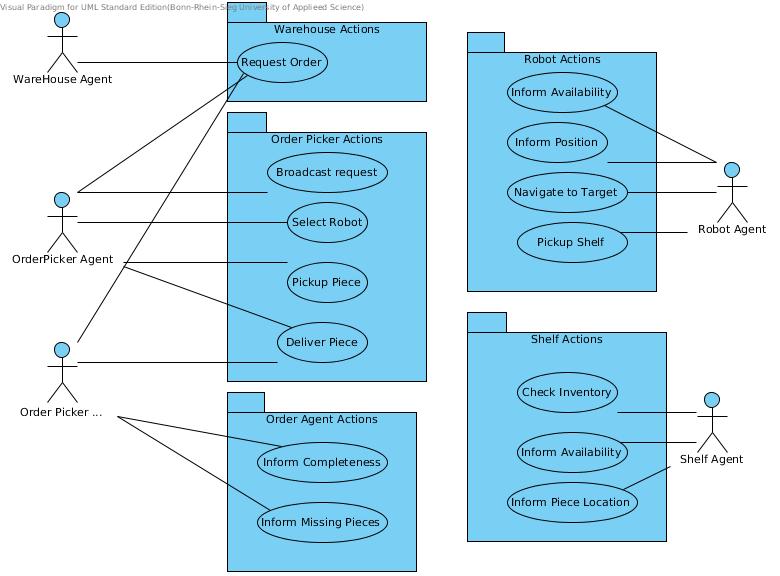 Visual Paradigm for UML Standard Edition(Bonn-Rhein-Sieg University of Applieed Science)
Warehouse Actions
Request Order
WareHouse Agent
Order Picker Actions
Broadcast request
Select Robot
OrderPicker Agent
Pickup Piece
Deliver Piece
Order Picker ...
Order Agent Actions
Inform Completeness
Inform Missing Pieces
Robot Actions
Inform Availability
Inform Position
Navigate to Target
Pickup Shelf
Robot Agent
Shelf Actions
Check Inventory
Inform Availability
Shelf Agent
Inform Piece Location